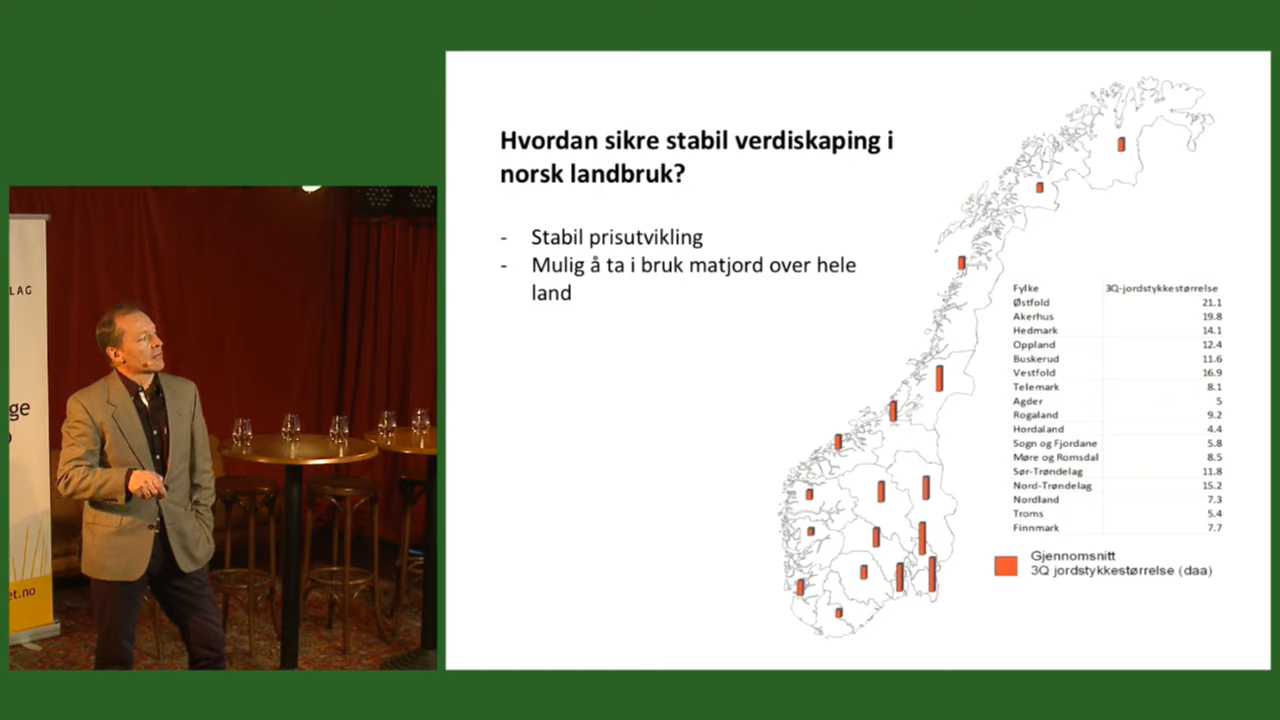 LAG
ge
et.no
Hvordan sikre stabil verdiskaping i
norsk landbruk?
- Stabil prisutvikling
- Mulig å ta i bruk matjord over hele
land
Fylke 3Q-jordstykkestørrelse
Østfold 21.1
Akerhus 19.8
Hedmark 14.1
Oppland 12.4
Buskerud 11.6
Vestfold 16.9
Telemark 8.1
Agder 5
Rogaland 9.2
Hordaland 4.4
Sogn og Fjordane 5.8
Møre og Romsdal 8.5
Sør-Trøndelag 11.8
Nord-Trøndelag 15.2
Nordland 7.3
Troms 5.4
Finnmark 7.7
Gjennomsnitt
3Q jordstykkestørrelse (daa)